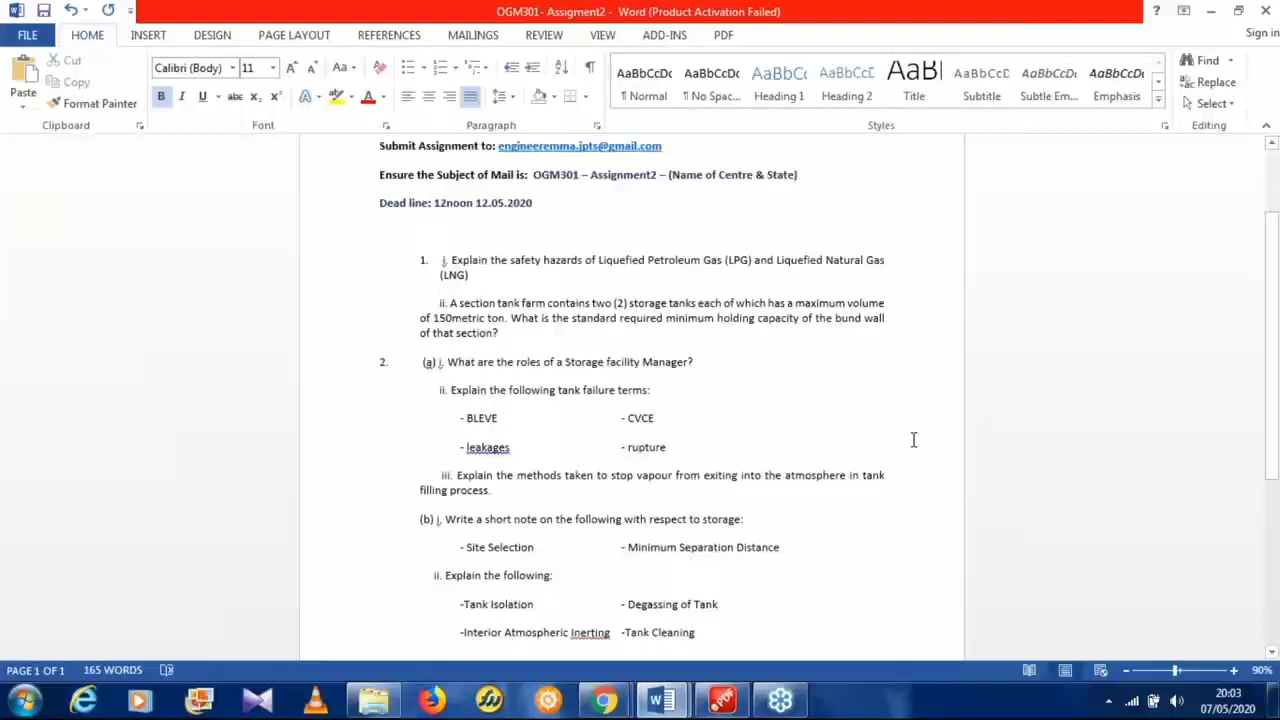 OGM301- Assigment2 - Word (Product Activation Failed)
?
Sign in
FILE HOME INSERT DESIGN PAGE LAYOUT REFERENCES MAILINGS REVIEW VIEW ADD-INS PDF
Paste
Cut
Copy
Format Painter
Clipboard
Calibri (Body) 11
Aa
B I U abc X₂ X²
A A
Font
Paragraph
AaBbCcDc AaBbCcDc AaBbCc AaBbCcD AaBl AaBbCcD AaBbCcDc AaBbCcDc
¶ Normal ¶ No Spac... Heading 1 Heading 2 Title Subtitle Subtle Em... Emphasis
Styles
Find
Replace
Select
Editing
Submit Assignment to: engineeremma.jpts@gmail.com
Ensure the Subject of Mail is: OGM301 – Assignment2 – (Name of Centre & State)
Dead line: 12noon 12.05.2020
1. i. Explain the safety hazards of Liquefied Petroleum Gas (LPG) and Liquefied Natural Gas
(LNG)
ii. A section tank farm contains two (2) storage tanks each of which has a maximum volume
of 150metric ton. What is the standard required minimum holding capacity of the bund wall
of that section?
2. (a) i. What are the roles of a Storage facility Manager?
ii. Explain the following tank failure terms:
- BLEVE - CVCE
- leakages - rupture
iii. Explain the methods taken to stop vapour from exiting into the atmosphere in tank
filling process.
(b) i. Write a short note on the following with respect to storage:
- Site Selection - Minimum Separation Distance
ii. Explain the following:
-Tank Isolation - Degassing of Tank
-Interior Atmospheric Inerting -Tank Cleaning
PAGE 1 OF 1 165 WORDS
90%
20:03
07/05/2020